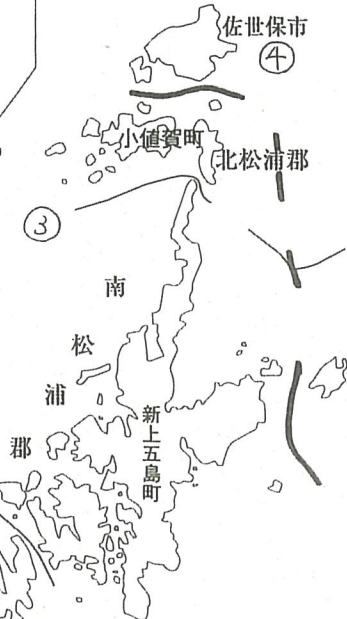 佐世保市
④
小値賀町
北松浦郡
③
南松浦郡
新上五島町